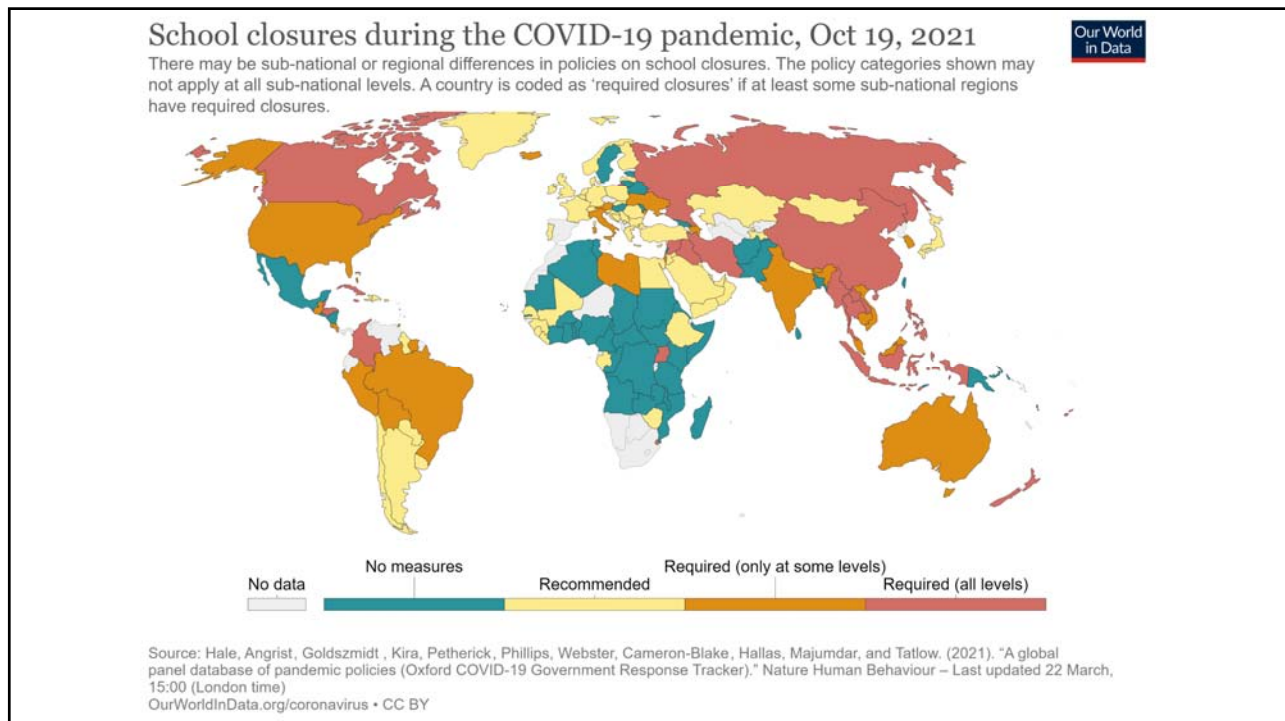 School closures during the COVID-19 pandemic, Oct 19, 2021
Our World
in Data
There may be sub-national or regional differences in policies on school closures. The policy categories shown may
not apply at all sub-national levels. A country is coded as 'required closures' if at least some sub-national regions
have required closures.
No data
No measures
Recommended
Required (only at some levels)
Required (all levels)
Source: Hale, Angrist, Goldszmidt , Kira, Petherick, Phillips, Webster, Cameron-Blake, Hallas, Majumdar, and Tatlow. (2021). “A global
panel database of pandemic policies (Oxford COVID-19 Government Response Tracker).” Nature Human Behaviour – Last updated 22 March,
15:00 (London time)
OurWorldInData.org/coronavirus • CC BY